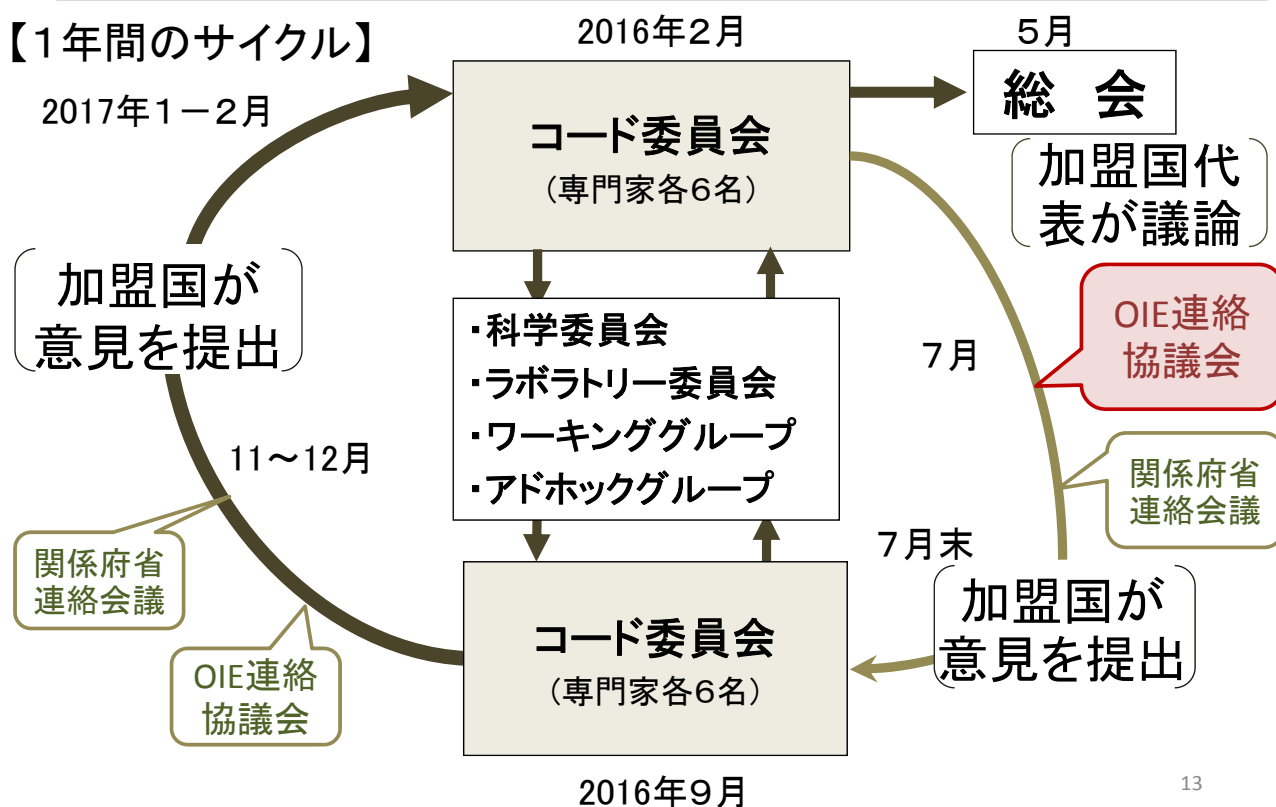 【１年間のサイクル】
2016年２月
５月
2017年１－２月
コード委員会
（専門家各６名）
総　会
加盟国代
表が議論
加盟国が
意見を提出
・科学委員会
・ラボラトリー委員会
・ワーキンググループ
・アドホックグループ
７月
OIE連絡
協議会
関係府省
連絡会議
11～12月
関係府省
連絡会議
OIE連絡
協議会
７月末
加盟国が
意見を提出
コード委員会
（専門家各６名）
2016年９月
13